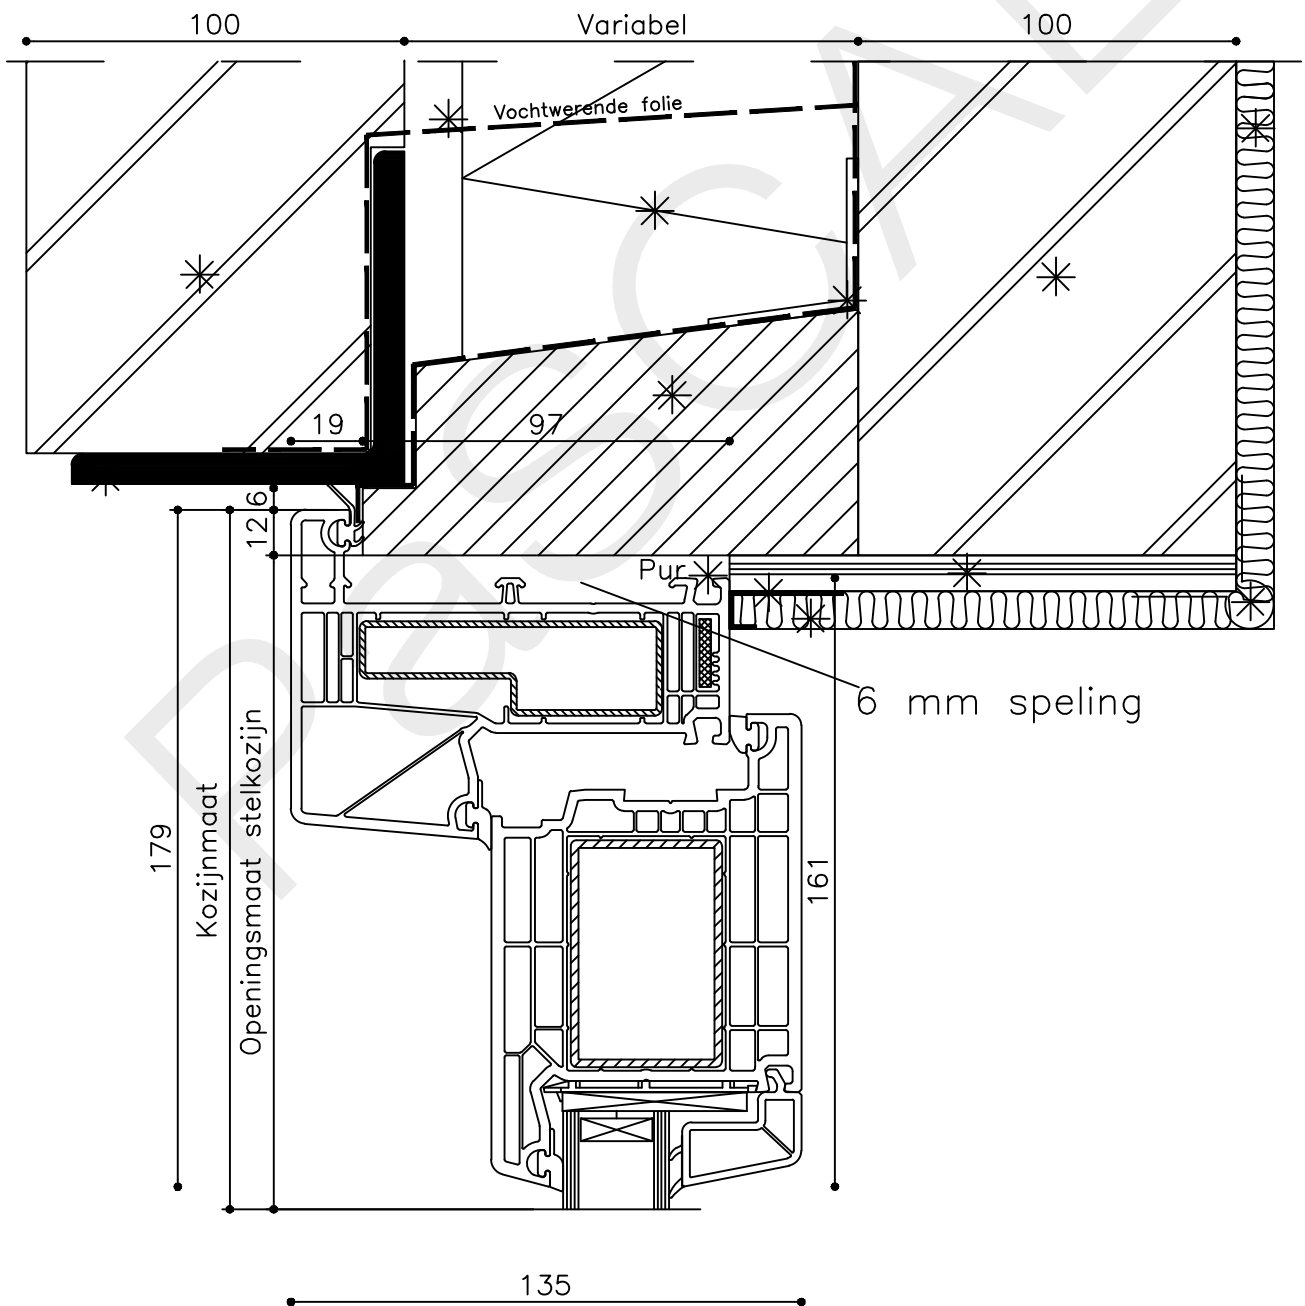 100
Variabel
100
Vochtwerende folie
19
97
6
12
Pur
6 mm speling
179
Kozijnmaat
Openingsmaat stelkozijn
161
135
PaSCAL